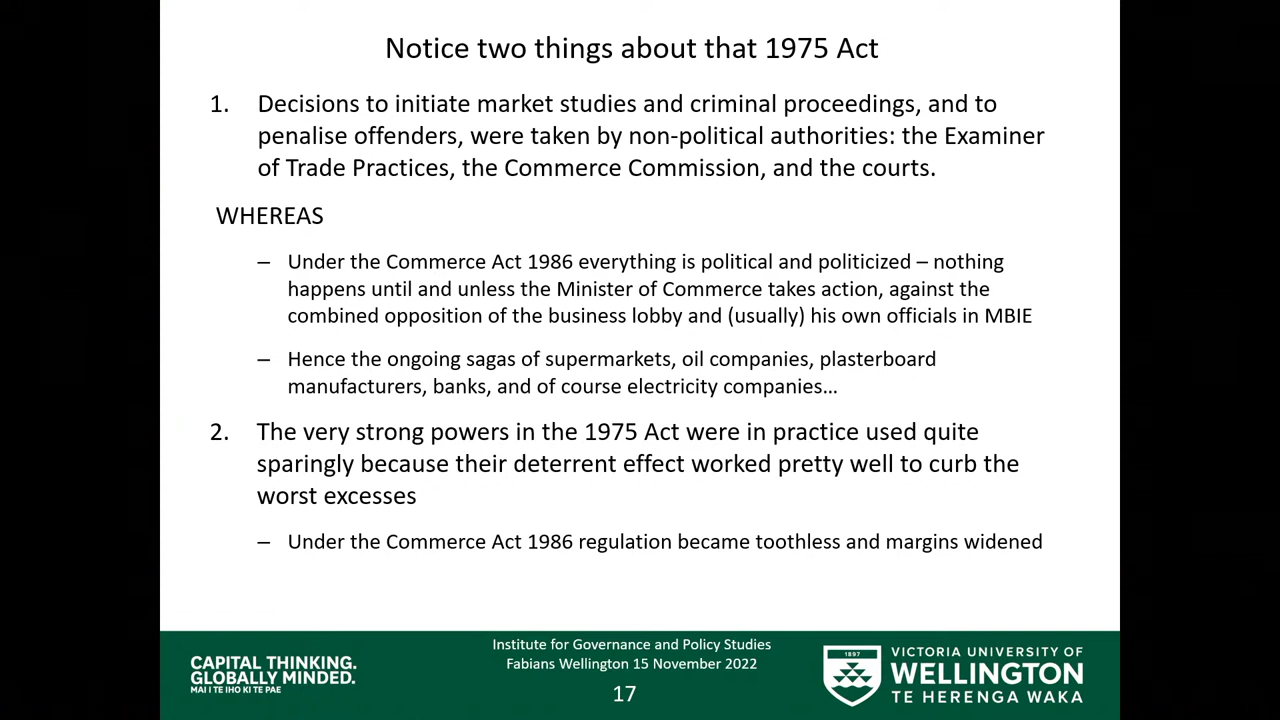 Notice two things about that 1975 Act
1. Decisions to initiate market studies and criminal proceedings, and to
penalise offenders, were taken by non-political authorities: the Examiner
of Trade Practices, the Commerce Commission, and the courts.
WHEREAS
– Under the Commerce Act 1986 everything is political and politicized – nothing
happens until and unless the Minister of Commerce takes action, against the
combined opposition of the business lobby and (usually) his own officials in MBIE
– Hence the ongoing sagas of supermarkets, oil companies, plasterboard
manufacturers, banks, and of course electricity companies…
2. The very strong powers in the 1975 Act were in practice used quite
sparingly because their deterrent effect worked pretty well to curb the
worst excesses
– Under the Commerce Act 1986 regulation became toothless and margins widened
CAPITAL THINKING.
GLOBALLY MINDED.
MAI I TE IHO KI TE PAE
Institute for Governance and Policy Studies
Fabians Wellington 15 November 2022
17
1897
VICTORIA UNIVERSITY OF
WELLINGTON
TE HERENGA WAKA